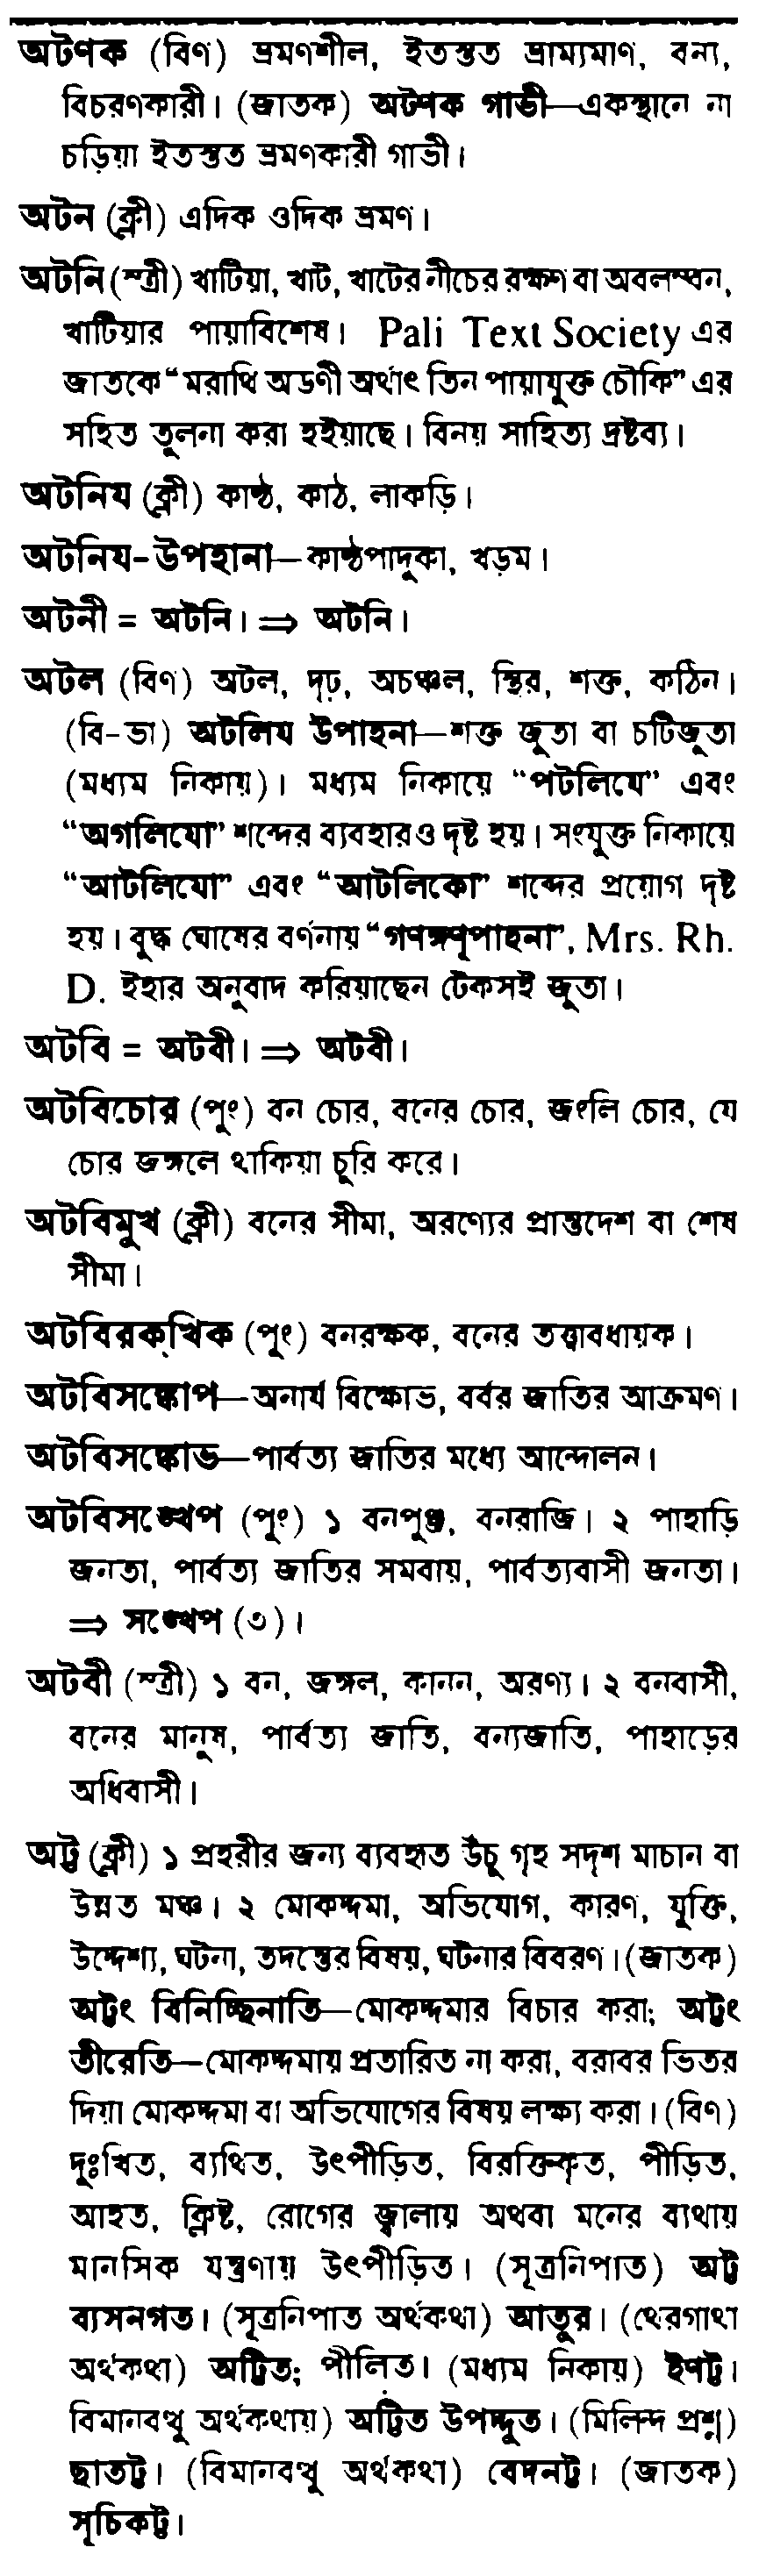 অটণক (বিণ) ভ্রমণশীল, ইতস্তত ভ্রাম্যমাণ, বন্য,
বিচরণকারী। (জাতক) অটণক গাভী—একস্থানে না
চড়িয়া ইতস্তত ভ্রমণকারী গাভী।
অটন (ক্লী) এদিক ওদিক ভ্রমণ।
অটনি (স্ত্রী) খাটিয়া, খাট, খাটের নীচের রক্ষণ বা অবলম্বন,
খাটিয়ার পায়াবিশেষ। Pali Text Society এর
জাতকে “মরাথি অডণী অর্থাৎ তিন পায়াযুক্ত চৌকি” এর
সহিত তুলনা করা হইয়াছে। বিনয় সাহিত্য দ্রষ্টব্য।
অটনিয (ক্লী) কাষ্ঠ, কাঠ, লাকড়ি।
অটনিয-উপহানা—কাষ্ঠপাদুকা, খড়ম।
অটনী = অটনি। ⇒ অটনি।
অটল (বিণ) অটল, দৃঢ়, অচঞ্চল, স্থির, শক্ত, কঠিন।
(বি-ভা) অটলিয উপাহনা—শক্ত জুতা বা চটিজুতা
(মধ্যম নিকায়)। মধ্যম নিকায়ে “পটলিযে” এবং
“অগলিযো” শব্দের ব্যবহারও দৃষ্ট হয়। সংযুক্ত নিকায়ে
“আটলিযো” এবং “আটলিকো” শব্দের প্রয়োগ দৃষ্ট
হয়। বুদ্ধ ঘোষের বর্ণনায় “গণঙ্গণূপাহনা”, Mrs. Rh.
D. ইহার অনুবাদ করিয়াছেন টেকসই জুতা।
অটবি = অটবী। ⇒ অটবী।
অটবিচোর (পুং) বন চোর, বনের চোর, জংলি চোর, যে
চোর জঙ্গলে থাকিয়া চুরি করে।
অটবিমুখ (ক্লী) বনের সীমা, অরণ্যের প্রান্তদেশ বা শেষ
সীমা।
অটবিরক্‌খিক (পুং) বনরক্ষক, বনের তত্ত্বাবধায়ক।
অটবিসঙ্কোপ—অনার্য বিক্ষোভ, বর্বর জাতির আক্রমণ।
অটবিসঙ্কোভ—পার্বত্য জাতির মধ্যে আন্দোলন।
অটবিসঙ্খেপ (পুং) ১ বনপুঞ্জ, বনরাজি। ২ পাহাড়ি
জনতা, পার্বত্য জাতির সমবায়, পার্বত্যবাসী জনতা।
⇒ সঙ্খেপ (৩)।
অটবী (স্ত্রী) ১ বন, জঙ্গল, কানন, অরণ্য। ২ বনবাসী,
বনের মানুষ, পার্বত্য জাতি, বন্যজাতি, পাহাড়ের
অধিবাসী।
অট্ট (ক্লী) ১ প্রহরীর জন্য ব্যবহৃত উঁচু গৃহ সদৃশ মাচান বা
উন্নত মঞ্চ। ২ মোকদ্দমা, অভিযোগ, কারণ, যুক্তি,
উদ্দেশ্য, ঘটনা, তদন্তের বিষয়, ঘটনার বিবরণ। (জাতক)
অট্টং বিনিচ্ছিনাতি—মোকদ্দমার বিচার করা; অট্টং
তীরেতি—মোকদ্দমায় প্রতারিত না করা, বরাবর ভিতর
দিয়া মোকদ্দমা বা অভিযোগের বিষয় লক্ষ্য করা। (বিণ)
দুঃখিত, ব্যথিত, উৎপীড়িত, বিরক্তিকৃত, পীড়িত,
আহত, ক্লিষ্ট, রোগের জ্বালায় অথবা মনের ব্যথায়
মানসিক যন্ত্রণায় উৎপীড়িত। (সূত্রনিপাত) অট্ট
ব্যসনগত। (সূত্রনিপাত অর্থকথা) আতুর। (থেরগাথা
অর্থকথা) অট্টিত; পীলিত। (মধ্যম নিকায়) ইণট্ট।
বিমানবত্থু অর্থকথায়) অট্টিত উপদ্দুত। (মিলিন্দ প্রশ্ন)
ছাতট্ট। (বিমানবত্থু অর্থকথা) বেদনট্ট। (জাতক)
সূচিকট্ট।